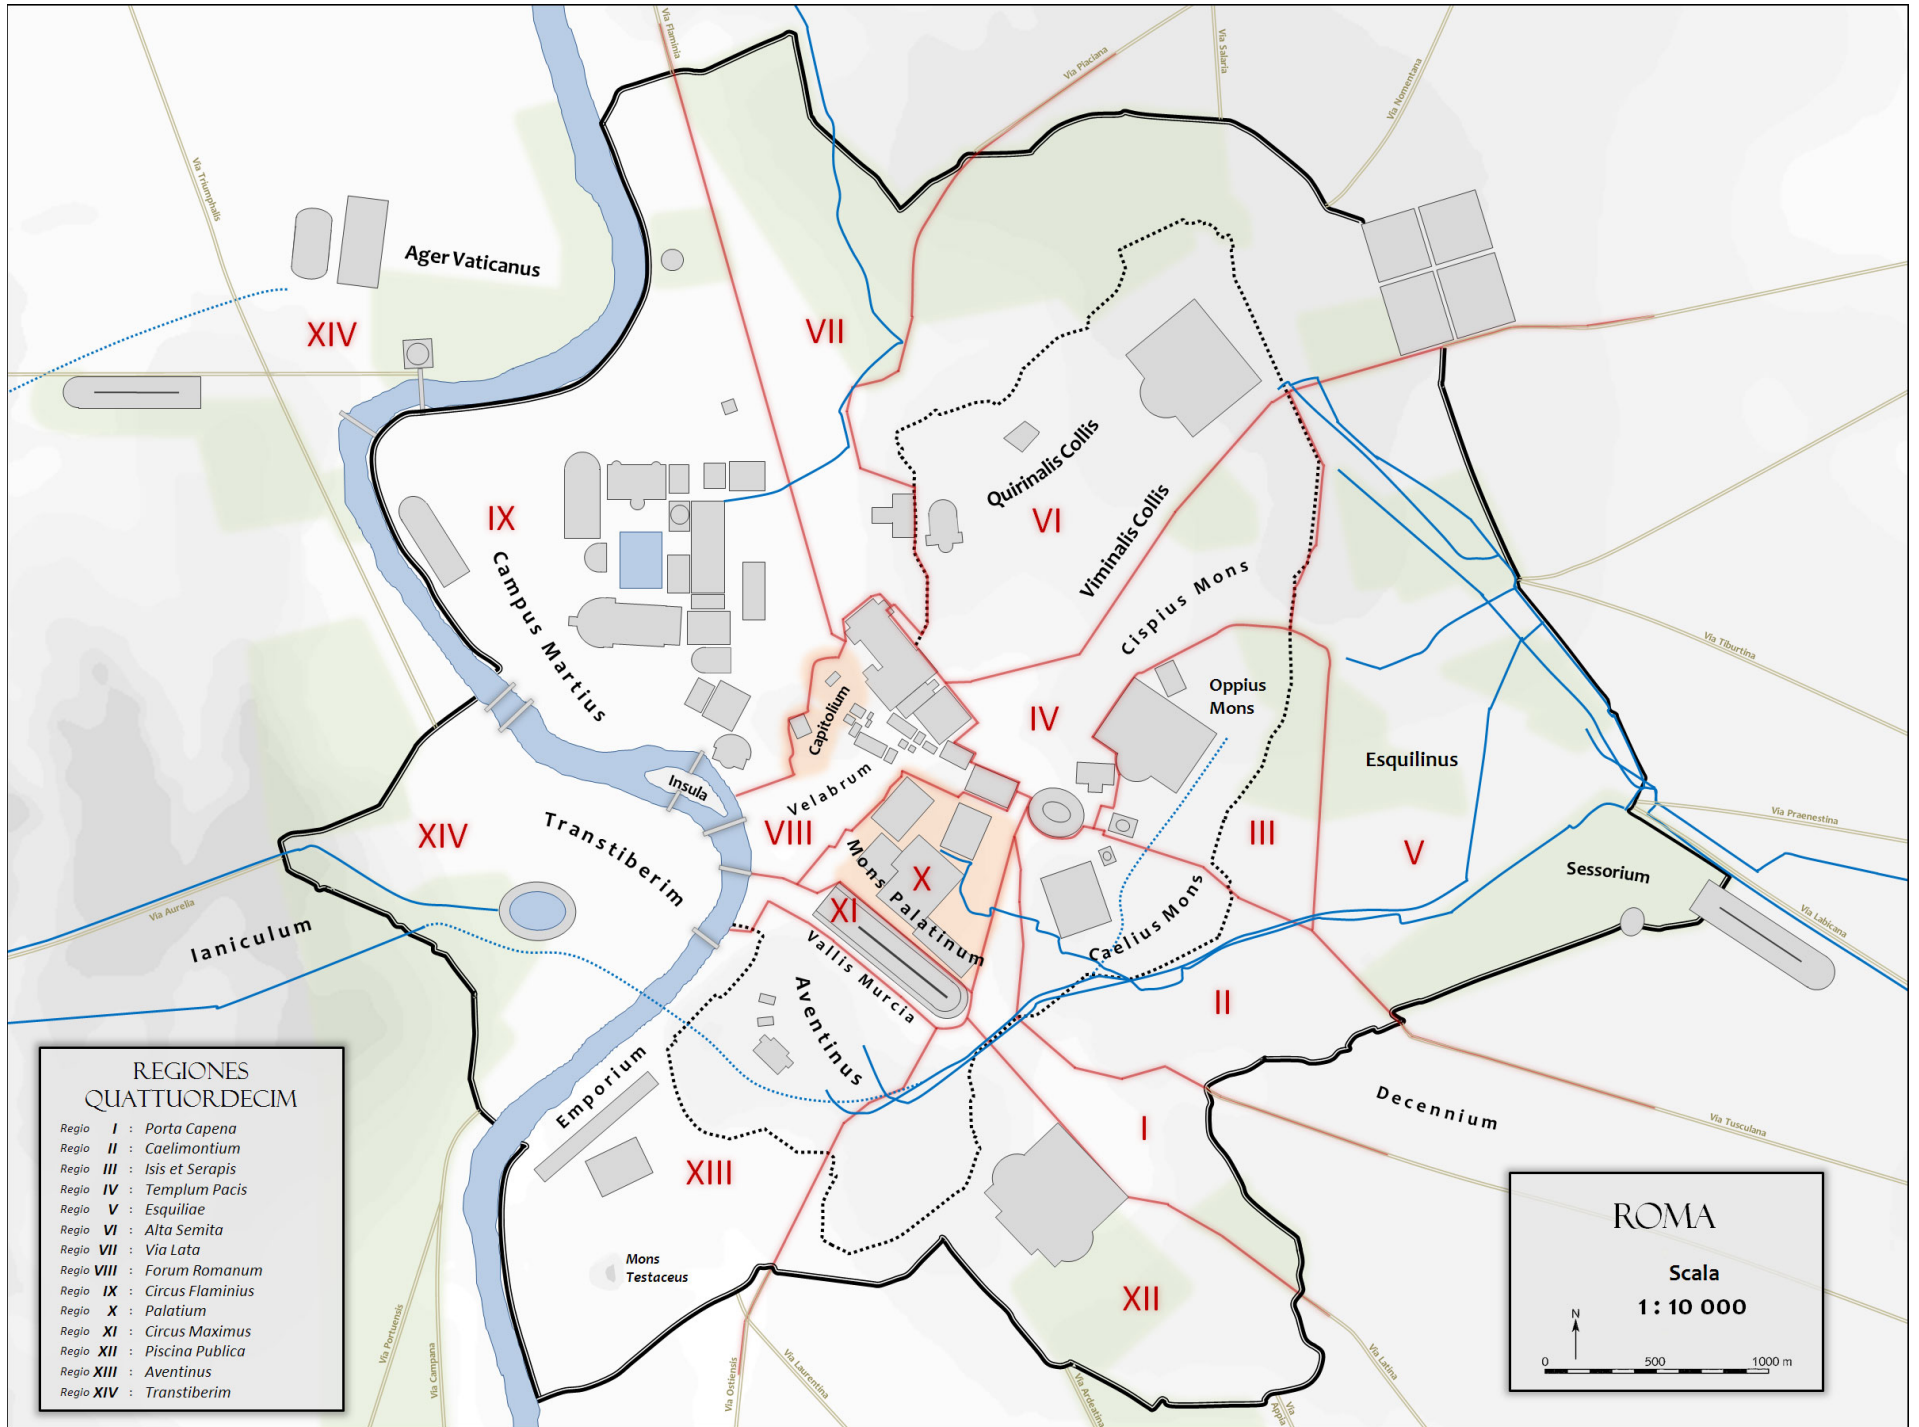 Via Flaminia
Via Piaciana
Via Salaria
Via Nomentana
Via Triumphalis
Ager Vaticanus
XIV
VII
Quirinalis Collis
IX
VI
Viminalis Collis
Campus Martius
Cispius Mons
Via Tiburtina
Oppius
Mons
Capitolium
IV
Esquilinus
Insula
Velabrum
Via Praenestina
XIV
Transtiberim
VIII
III
V
Mons Palatinum
X
Sessorium
XI
Via Aurelia
Ianiculum
Caelius Mons
Via Labicana
Vallis Murcia
Aventinus
II
Emporium
Decennium
Via Tusculana
I
XIII
Mons
Testaceus
XII
Via Portuensis
Via Campana
Via Ostiensis
Via Laurentina
Via Ardeatina
Via
Appia
Via Latina
REGIONES
QUATTUORDECIM
Regio I : Porta Capena
Regio II : Caelimontium
Regio III : Isis et Serapis
Regio IV : Templum Pacis
Regio V : Esquiliae
Regio VI : Alta Semita
Regio VII : Via Lata
Regio VIII : Forum Romanum
Regio IX : Circus Flaminius
Regio X : Palatium
Regio XI : Circus Maximus
Regio XII : Piscina Publica
Regio XIII : Aventinus
Regio XIV : Transtiberim
ROMA
Scala
1 : 10 000
N
0 500 1000 m